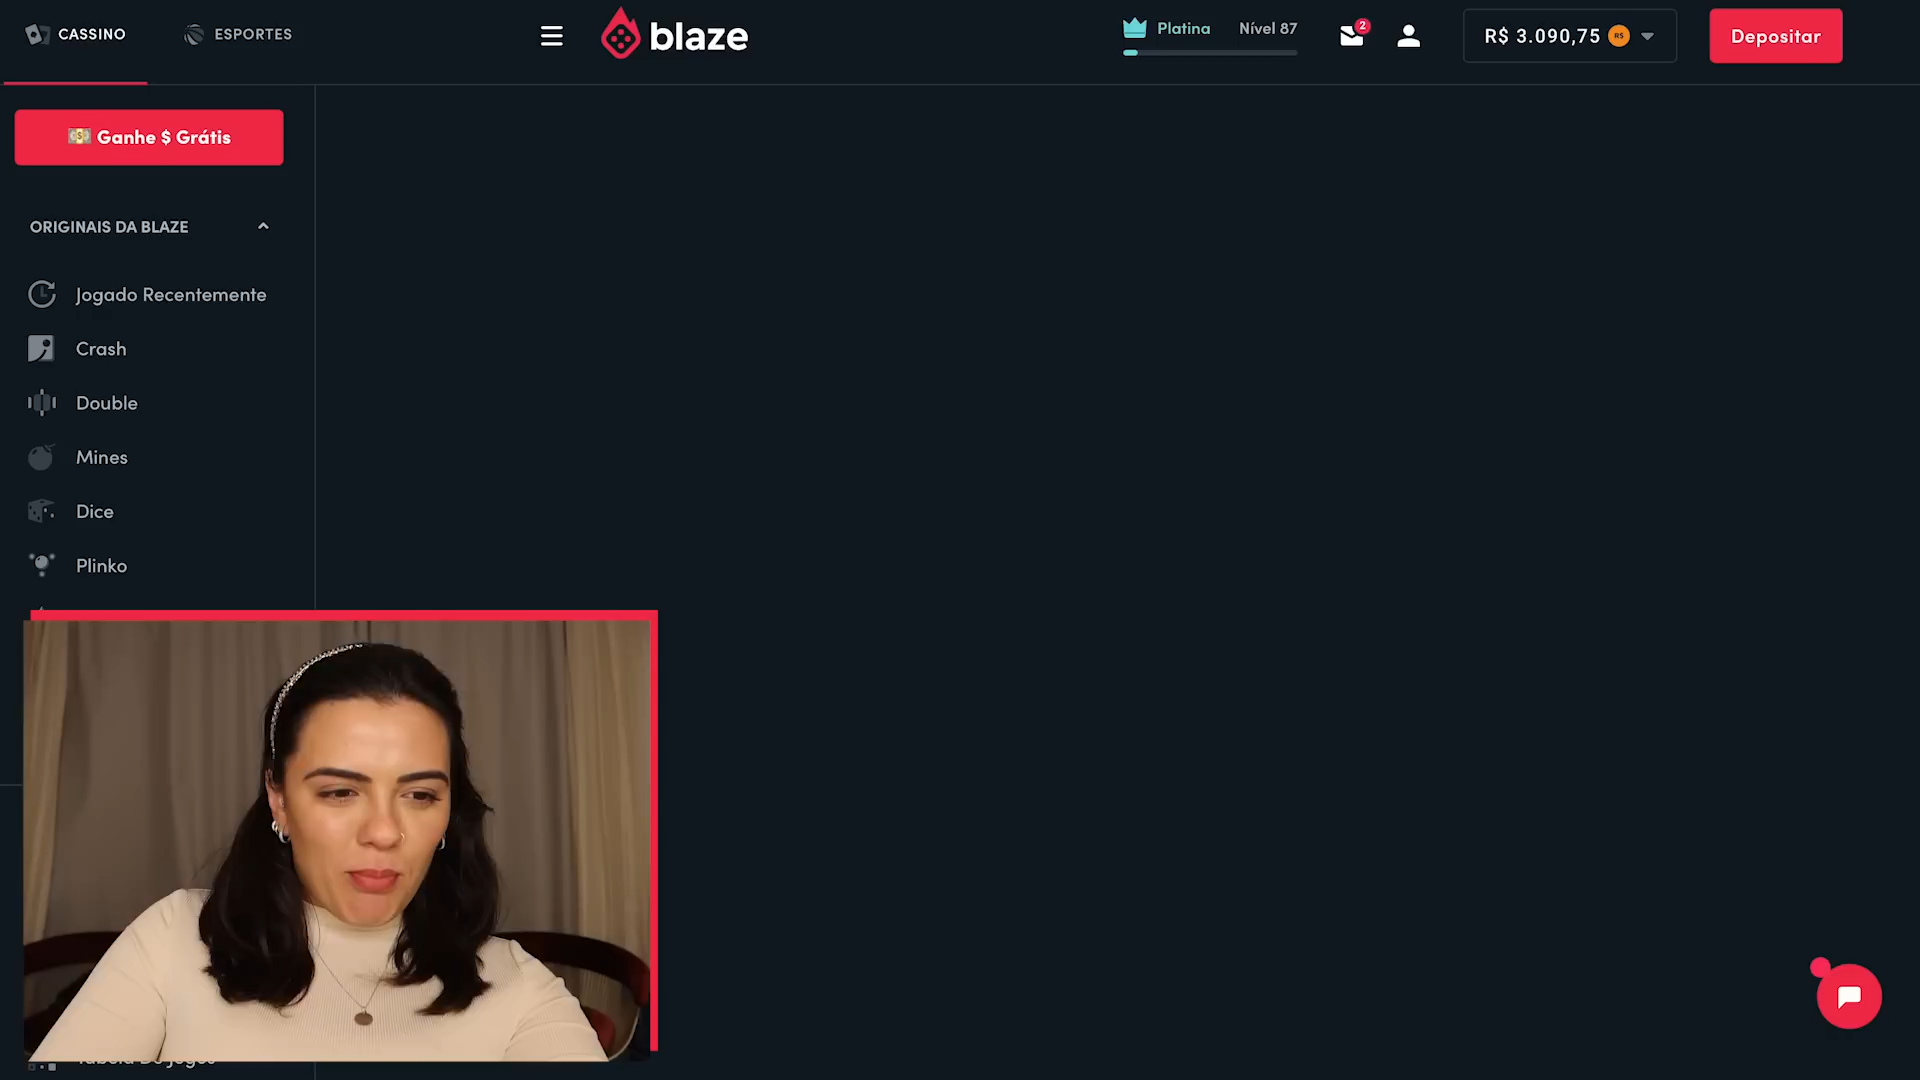 CASSINO
ESPORTES
blaze
Platina
Nível 87
2
R$ 3.090,75
R$
Depositar
Ganhe $ Grátis
ORIGINAIS DA BLAZE
Jogado Recentemente
Crash
Double
Mines
Dice
Plinko